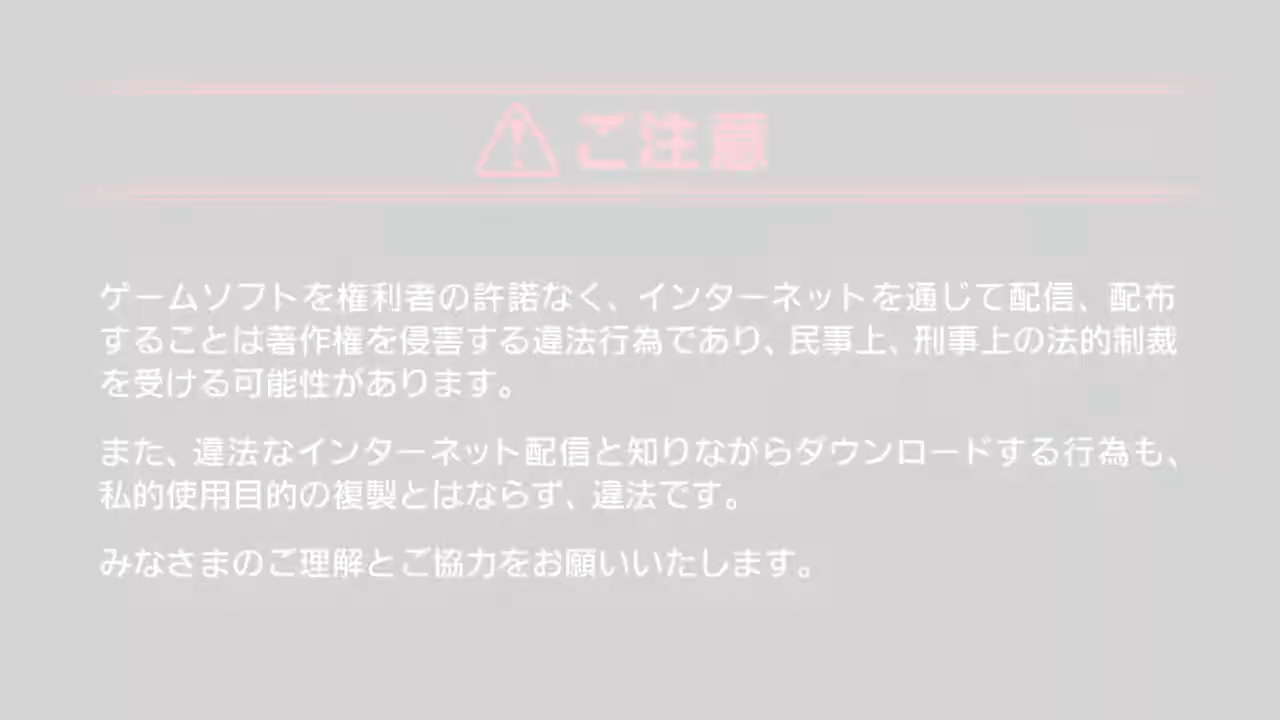 ご注意
ゲームソフトを権利者の許諾なく、インターネットを通じて配信、配布
することは著作権を侵害する違法行為であり、民事上、刑事上の法的制裁
を受ける可能性があります。
また、違法なインターネット配信と知りながらダウンロードする行為も、
私的使用目的の複製とはならず、違法です。
みなさまのご理解とご協力をお願いいたします。